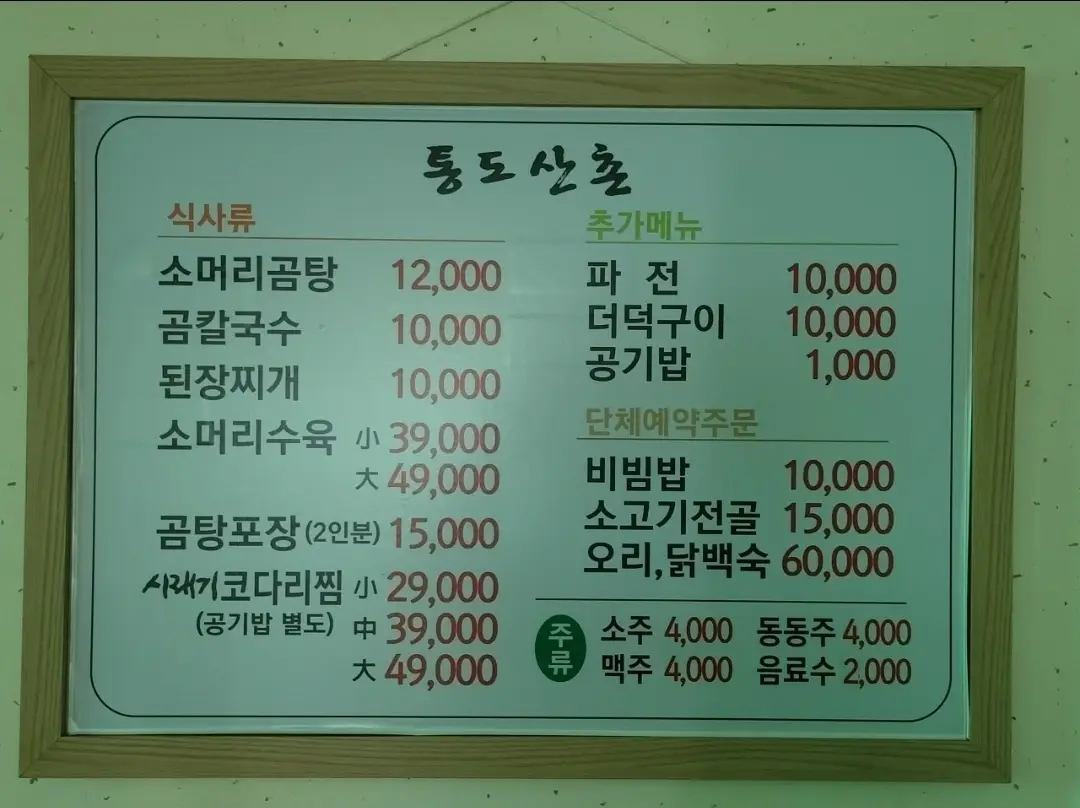 통도산촌
식사류
소머리곰탕 12,000
곰칼국수 10,000
된장찌개 10,000
소머리수육 小 39,000
大 49,000
곰탕포장(2인분) 15,000
시래기코다리찜 小 29,000
(공기밥 별도) 中 39,000
大 49,000
추가메뉴
파 전 10,000
더덕구이 10,000
공기밥 1,000
단체예약주문
비빔밥 10,000
소고기전골 15,000
오리,닭백숙 60,000
주류
소주 4,000 동동주 4,000
맥주 4,000 음료수 2,000